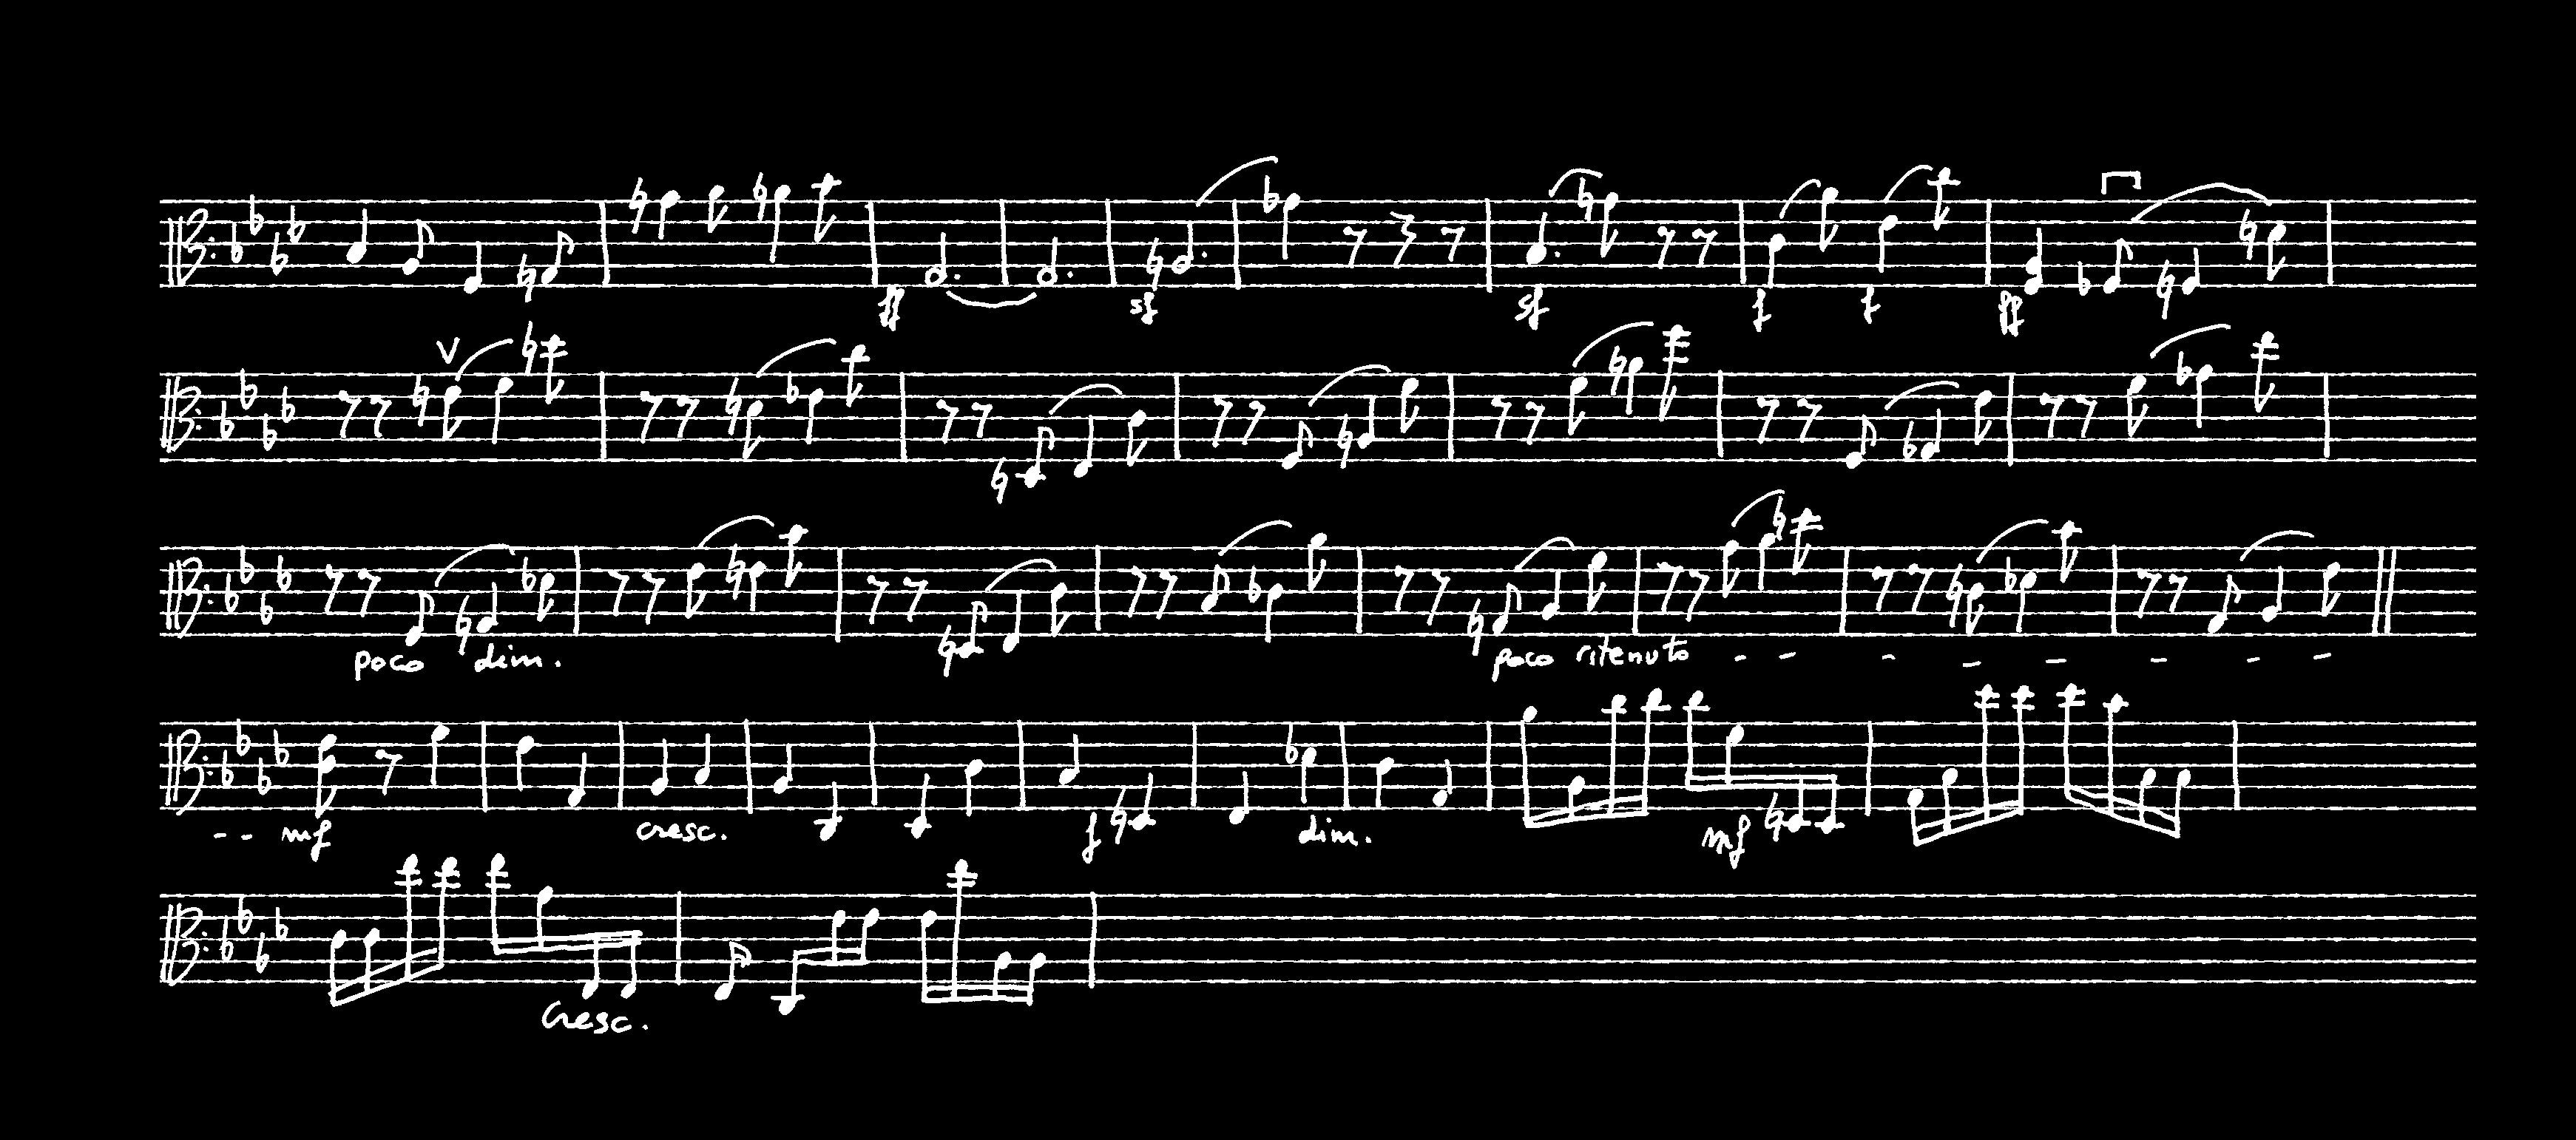 ff sf sf f f ff
V
poco dim. poco ritenuto - - - - - - - -
- - mf cresc. f dim. mf
cresc.